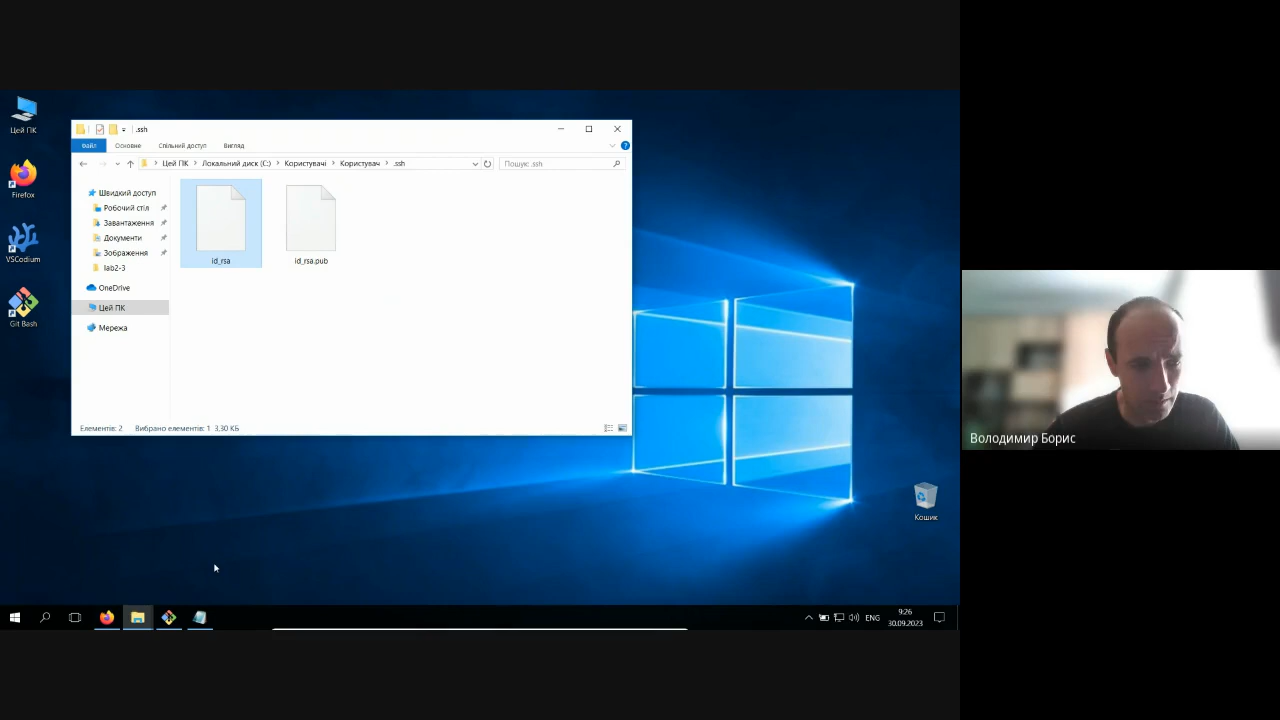 Цей ПК
Firefox
VSCodium
Git Bash
.ssh
Файл
Основне
Спільний доступ
Вигляд
Цей ПК
Локальний диск (C:)
Користувачі
Користувач
.ssh
Пошук: .ssh
Швидкий доступ
Робочий стіл
Завантаження
Документи
Зображення
lab2-3
OneDrive
Цей ПК
Мережа
id_rsa
id_rsa.pub
Елементів: 2
Вибрано елементів: 1 3,30 КБ
Кошик
ENG
9:26
30.09.2023
Володимир Борис